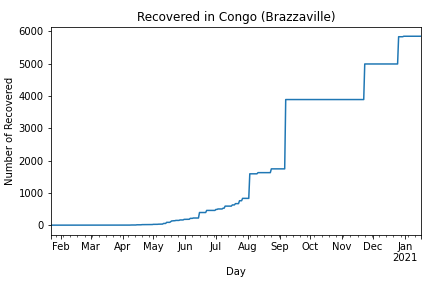 Recovered in Congo (Brazzaville)
6000
5000
4000
3000
2000
1000
0
Number of Recovered
Feb Mar Apr May Jun Jul Aug Sep Oct Nov Dec Jan
2021
Day